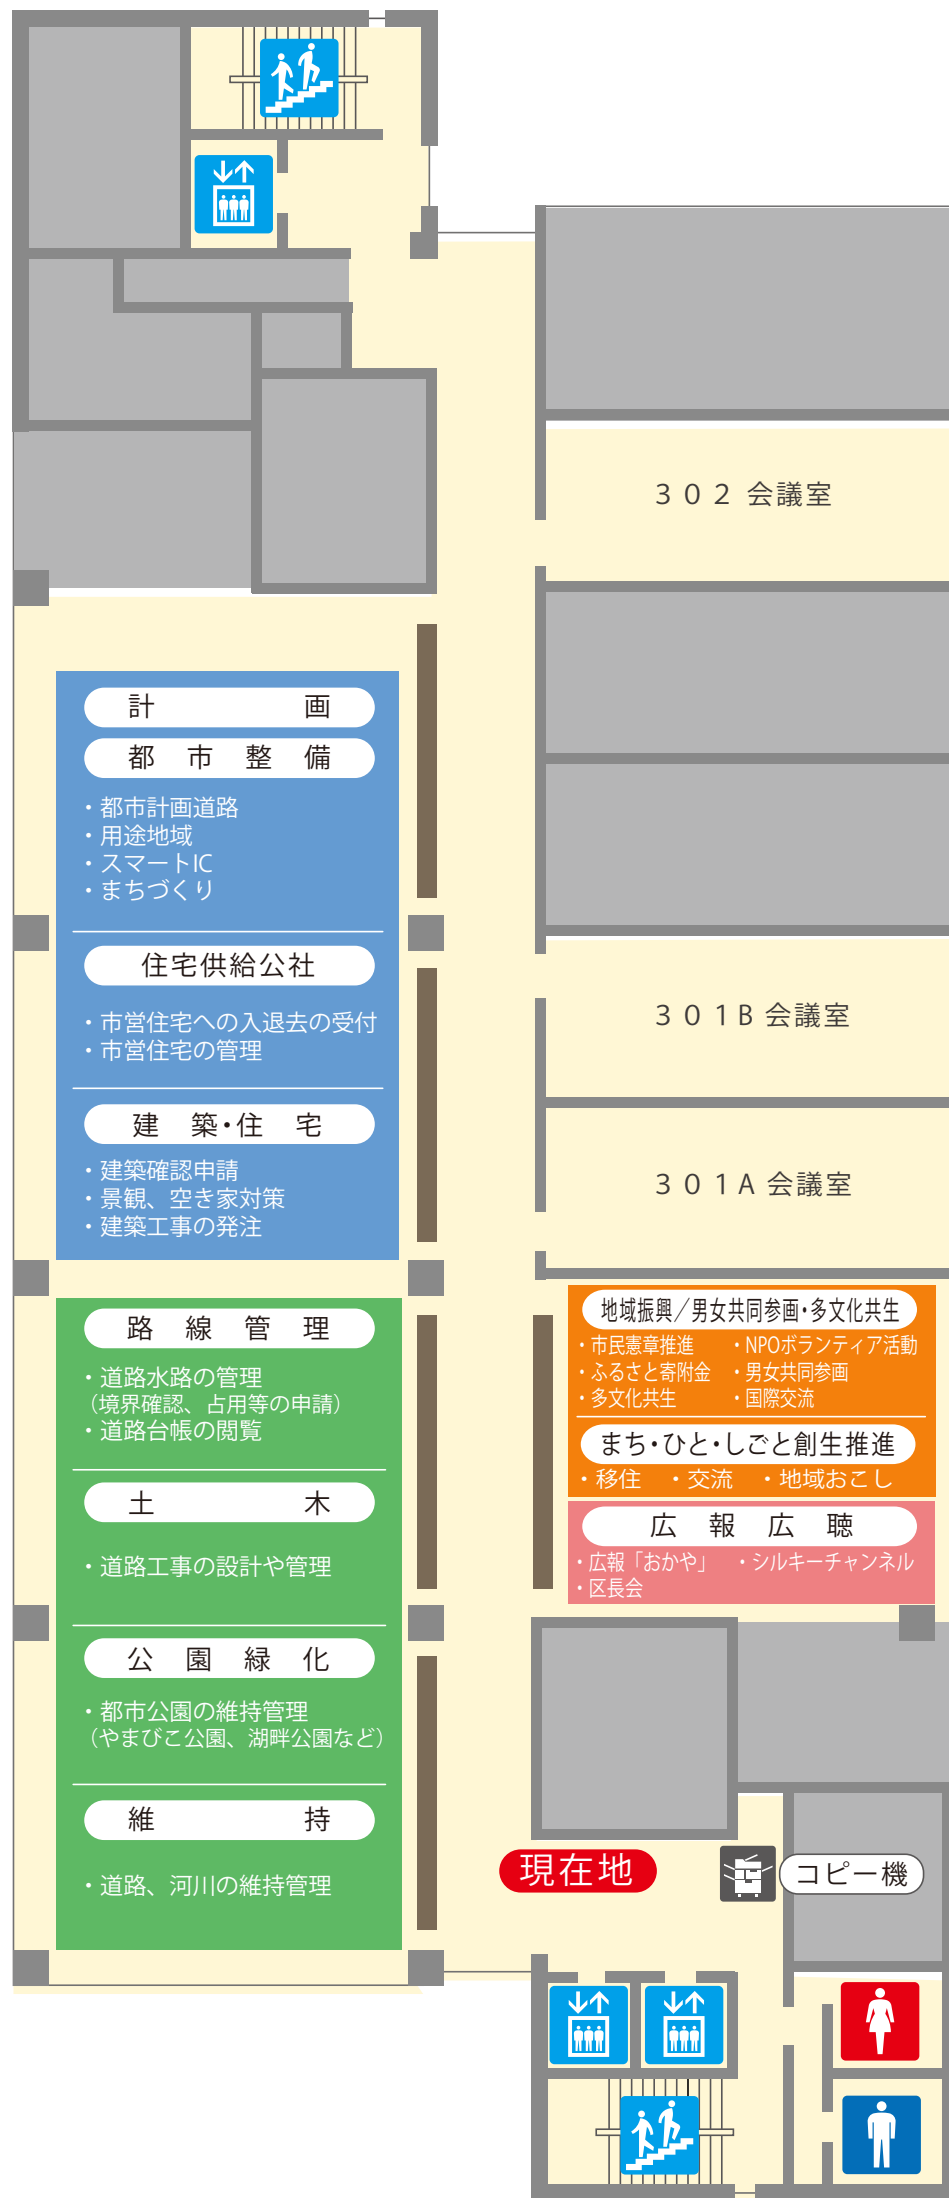 ３０２ 会議室
計画
都市整備
・都市計画道路
・用途地域
・スマートIC
・まちづくり
住宅供給公社
・市営住宅への入退去の受付
・市営住宅の管理
３０１B 会議室
建築・住宅
・建築確認申請
・景観、空き家対策
・建築工事の発注
３０１A 会議室
路線管理
・道路水路の管理
（境界確認、占用等の申請）
・道路台帳の閲覧
土木
・道路工事の設計や管理
公園緑化
・都市公園の維持管理
（やまびこ公園、湖畔公園など）
維持
・道路、河川の維持管理
地域振興／男女共同参画・多文化共生
・市民憲章推進 ・NPOボランティア活動
・ふるさと寄附金 ・男女共同参画
・多文化共生 ・国際交流
まち・ひと・しごと創生推進
・移住 ・交流 ・地域おこし
広報広聴
・広報「おかや」 ・シルキーチャンネル
・区長会
現在地
コピー機